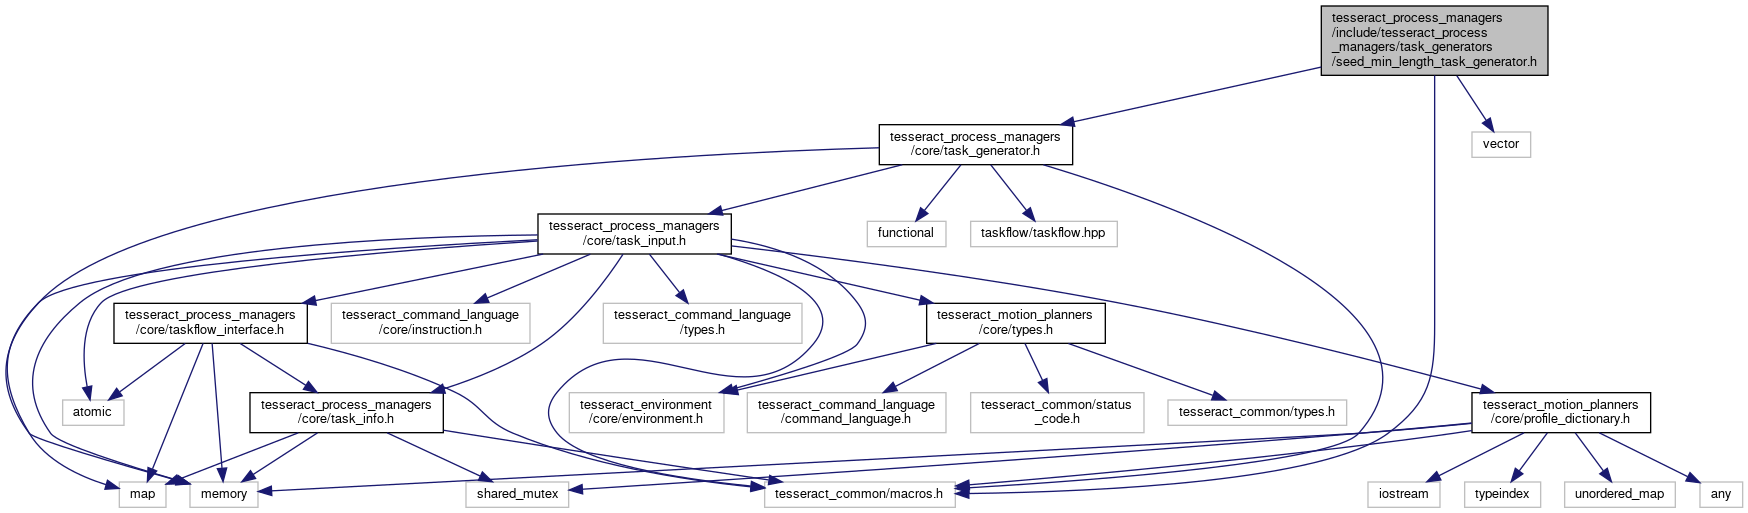 tesseract_process_managers
/include/tesseract_process
_managers/task_generators
/seed_min_length_task_generator.h
tesseract_process_managers
/core/task_generator.h
vector
tesseract_process_managers
/core/task_input.h
functional
taskflow/taskflow.hpp
tesseract_process_managers
/core/taskflow_interface.h
tesseract_command_language
/core/instruction.h
tesseract_command_language
/types.h
tesseract_motion_planners
/core/types.h
atomic
tesseract_process_managers
/core/task_info.h
tesseract_environment
/core/environment.h
tesseract_command_language
/command_language.h
tesseract_common/status
_code.h
tesseract_common/types.h
tesseract_motion_planners
/core/profile_dictionary.h
map
memory
shared_mutex
tesseract_common/macros.h
iostream
typeindex
unordered_map
any